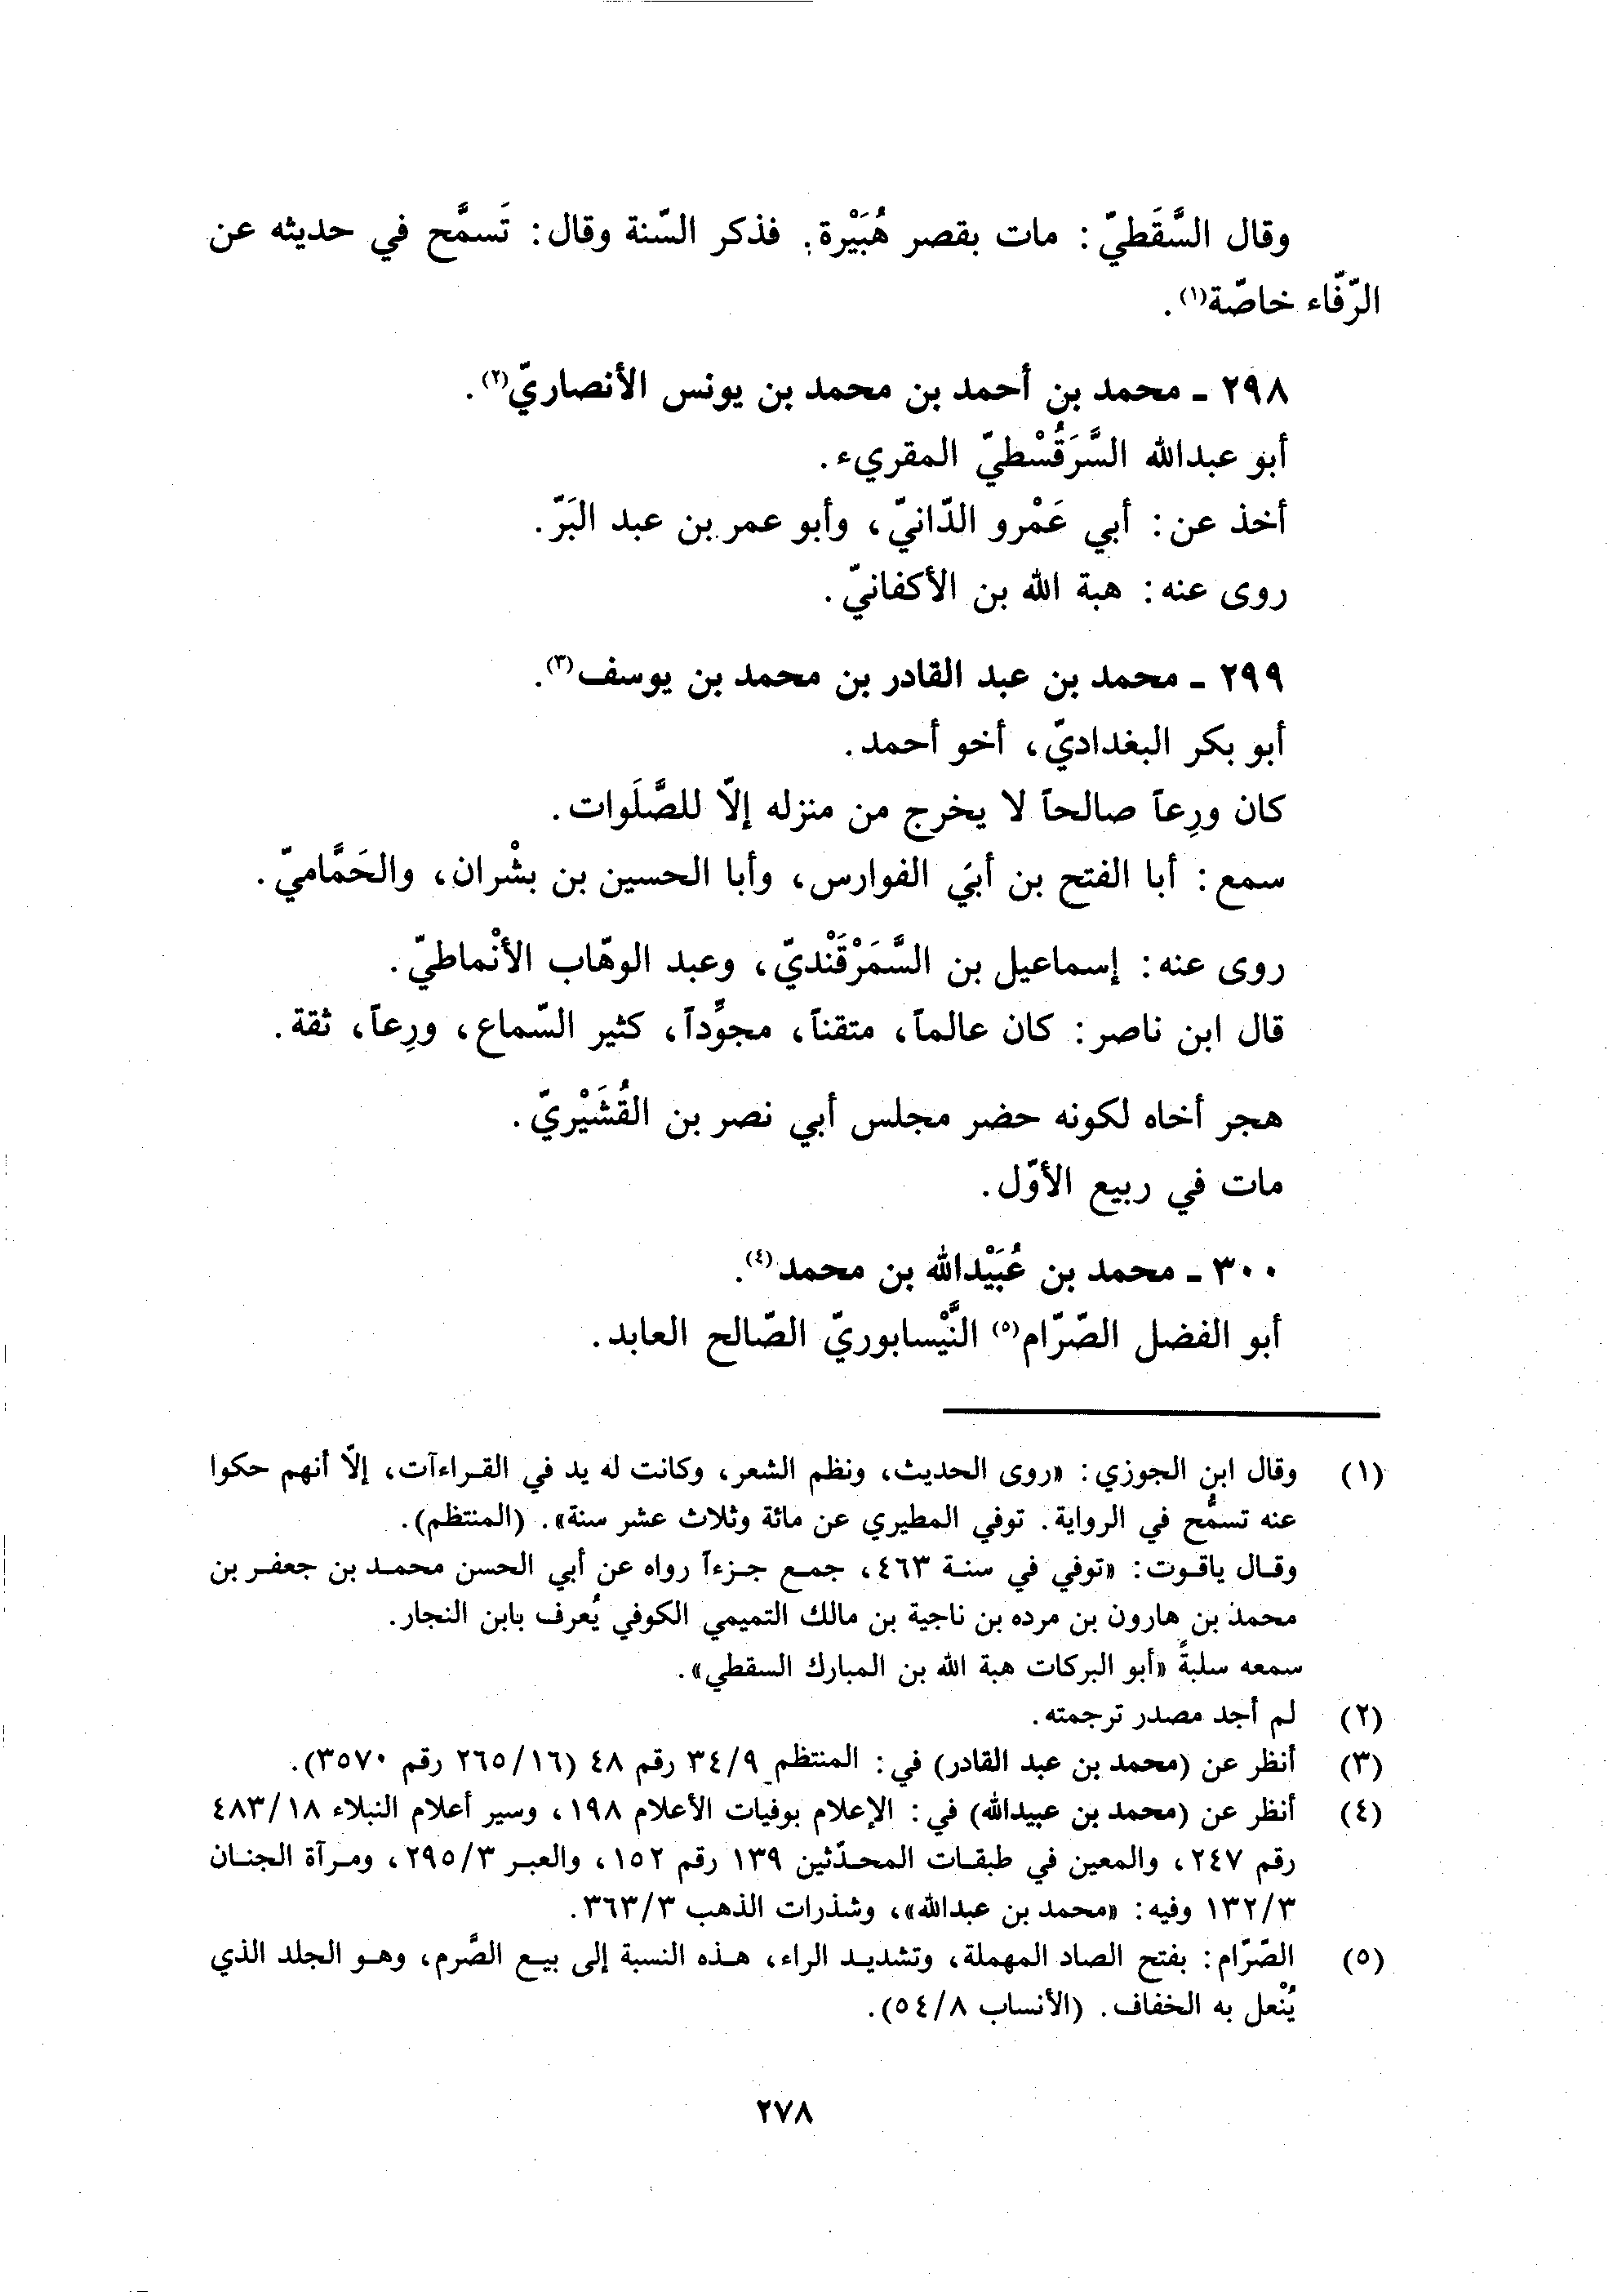 وقال السَّقَطيّ: مات بقصر هُبَيْرة. فذكر السّنة وقال: تَسمَّح في حديثه عن
الرّفّاء خاصّة(١).
٢٩٨ ـ محمد بن أحمد بن محمد بن يونس الأنصاريّ(٢).
أبو عبدالله السَّرَقُسْطيّ المقريء.
أخذ عن: أبي عَمْرو الدّانيّ، وأبو عمر بن عبد البَرّ.
روى عنه: هبة الله بن الأكفانيّ.
٢٩٩ ـ محمد بن عبد القادر بن محمد بن يوسف(٣).
أبو بكر البغداديّ، أخو أحمد.
كان ورِعاً صالحاً لا يخرج من منزله إلّا للصَّلَوات.
سمع: أبا الفتح بن أبي الفوارس، وأبا الحسين بن بشْران، والحَمَّاميّ.
روى عنه: إسماعيل بن السَّمَرْقَنْديّ، وعبد الوهّاب الأنْماطيّ.
قال ابن ناصر: كان عالماً، متقناً، مجوِّداً، كثير السّماع، ورِعاً، ثقة.
هجر أخاه لكونه حضر مجلس أبي نصر بن القُشَيْريّ.
مات في ربيع الأوّل.
٣٠٠ ـ محمد بن عُبَيْدالله بن محمد(٤).
أبو الفضل الصّرّام(٥) النَّيْسابوريّ الصّالح العابد.
(١) وقال ابن الجوزي: «روى الحديث، ونظم الشعر، وكانت له يد في القراءآت، إلّا أنهم حكوا
عنه تسمُّح في الرواية. توفي المطيري عن مائة وثلاث عشر سنة». (المنتظم).
وقال ياقوت: «توفي في سنة ٤٦٣، جمع جزءاً رواه عن أبي الحسن محمد بن جعفر بن
محمد بن هارون بن مرده بن ناجية بن مالك التميمي الكوفي يُعرف بابن النجار.
سمعه سلبةً «أبو البركات هبة الله بن المبارك السقطي».
(٢) لم أجد مصدر ترجمته.
(٣) أنظر عن (محمد بن عبد القادر) في: المنتظم ٣٤/٩ رقم ٤٨ (٢٦٥/١٦ رقم ٣٥٧٠).
(٤) أنظر عن (محمد بن عبيدالله) في: الإعلام بوفيات الأعلام ١٩٨، وسير أعلام النبلاء ٤٨٣/١٨
رقم ٢٤٧، والمعين في طبقات المحدّثين ١٣٩ رقم ١٥٢، والعبر ٢٩٥/٣، ومرآة الجنان
١٣٢/٣ وفيه: «محمد بن عبدالله»، وشذرات الذهب ٣٦٣/٣.
(٥) الصّرّام: بفتح الصاد المهملة، وتشديد الراء، هذه النسبة إلى بيع الصَّرم، وهو الجلد الذي
يُنْعل به الخفاف. (الأنساب ٥٤/٨).
٢٧٨